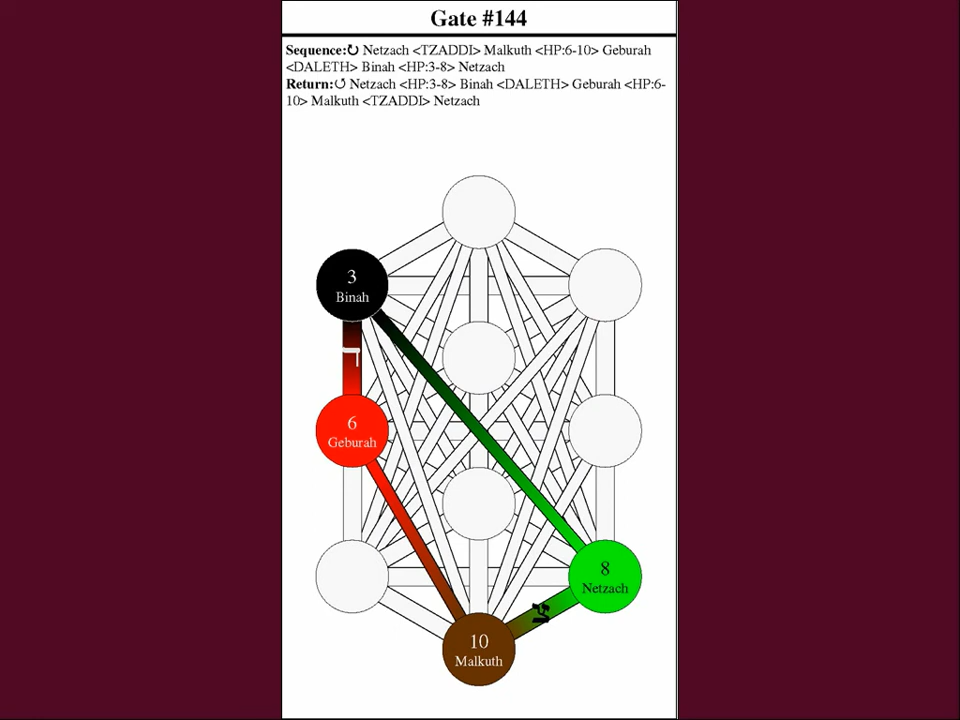 Gate #144
Sequence:↻ Netzach <TZADDI> Malkuth <HP:6-10> Geburah
<DALETH> Binah <HP:3-8> Netzach
Return:↺ Netzach <HP:3-8> Binah <DALETH> Geburah <HP:6-
10> Malkuth <TZADDI> Netzach
3
Binah
ד
6
Geburah
8
Netzach
צ
10
Malkuth